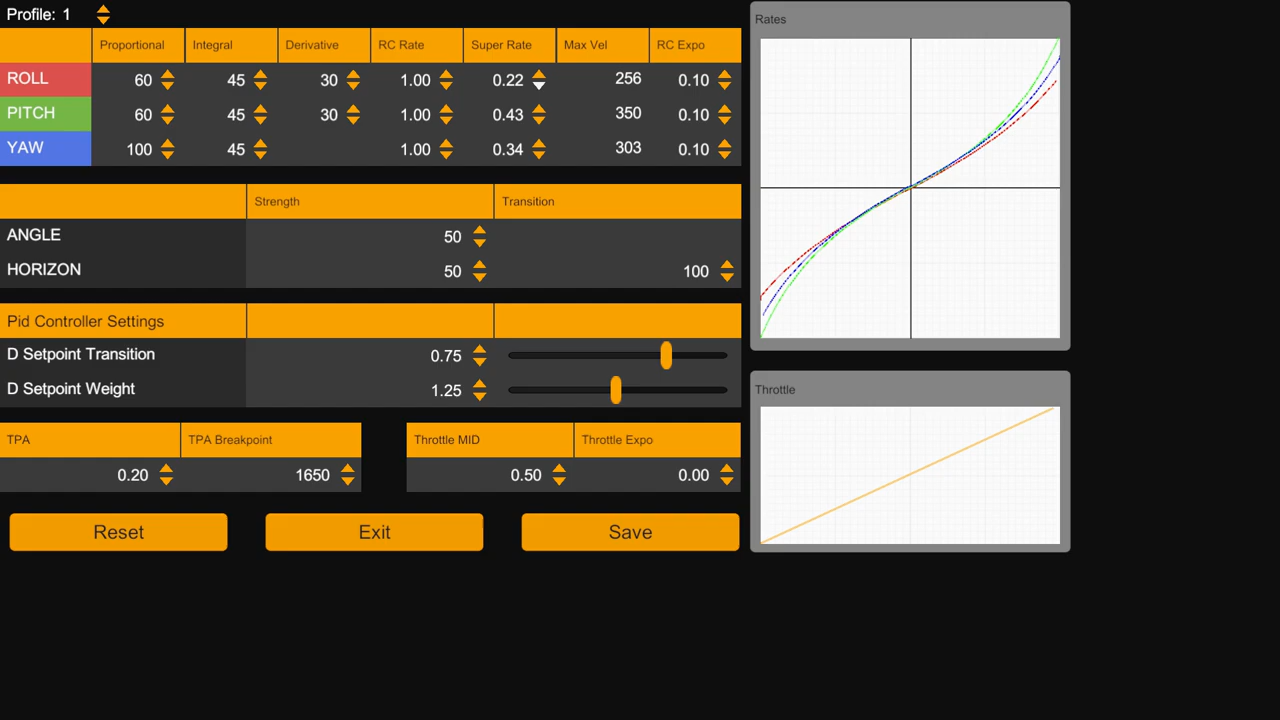 Profile: 1
Proportional Integral Derivative RC Rate Super Rate Max Vel RC Expo
ROLL 60 45 30 1.00 0.22 256 0.10
PITCH 60 45 30 1.00 0.43 350 0.10
YAW 100 45 1.00 0.34 303 0.10
Strength Transition
ANGLE 50
HORIZON 50 100
Pid Controller Settings
D Setpoint Transition 0.75
D Setpoint Weight 1.25
TPA TPA Breakpoint Throttle MID Throttle Expo
0.20 1650 0.50 0.00
Reset Exit Save
Rates
Throttle